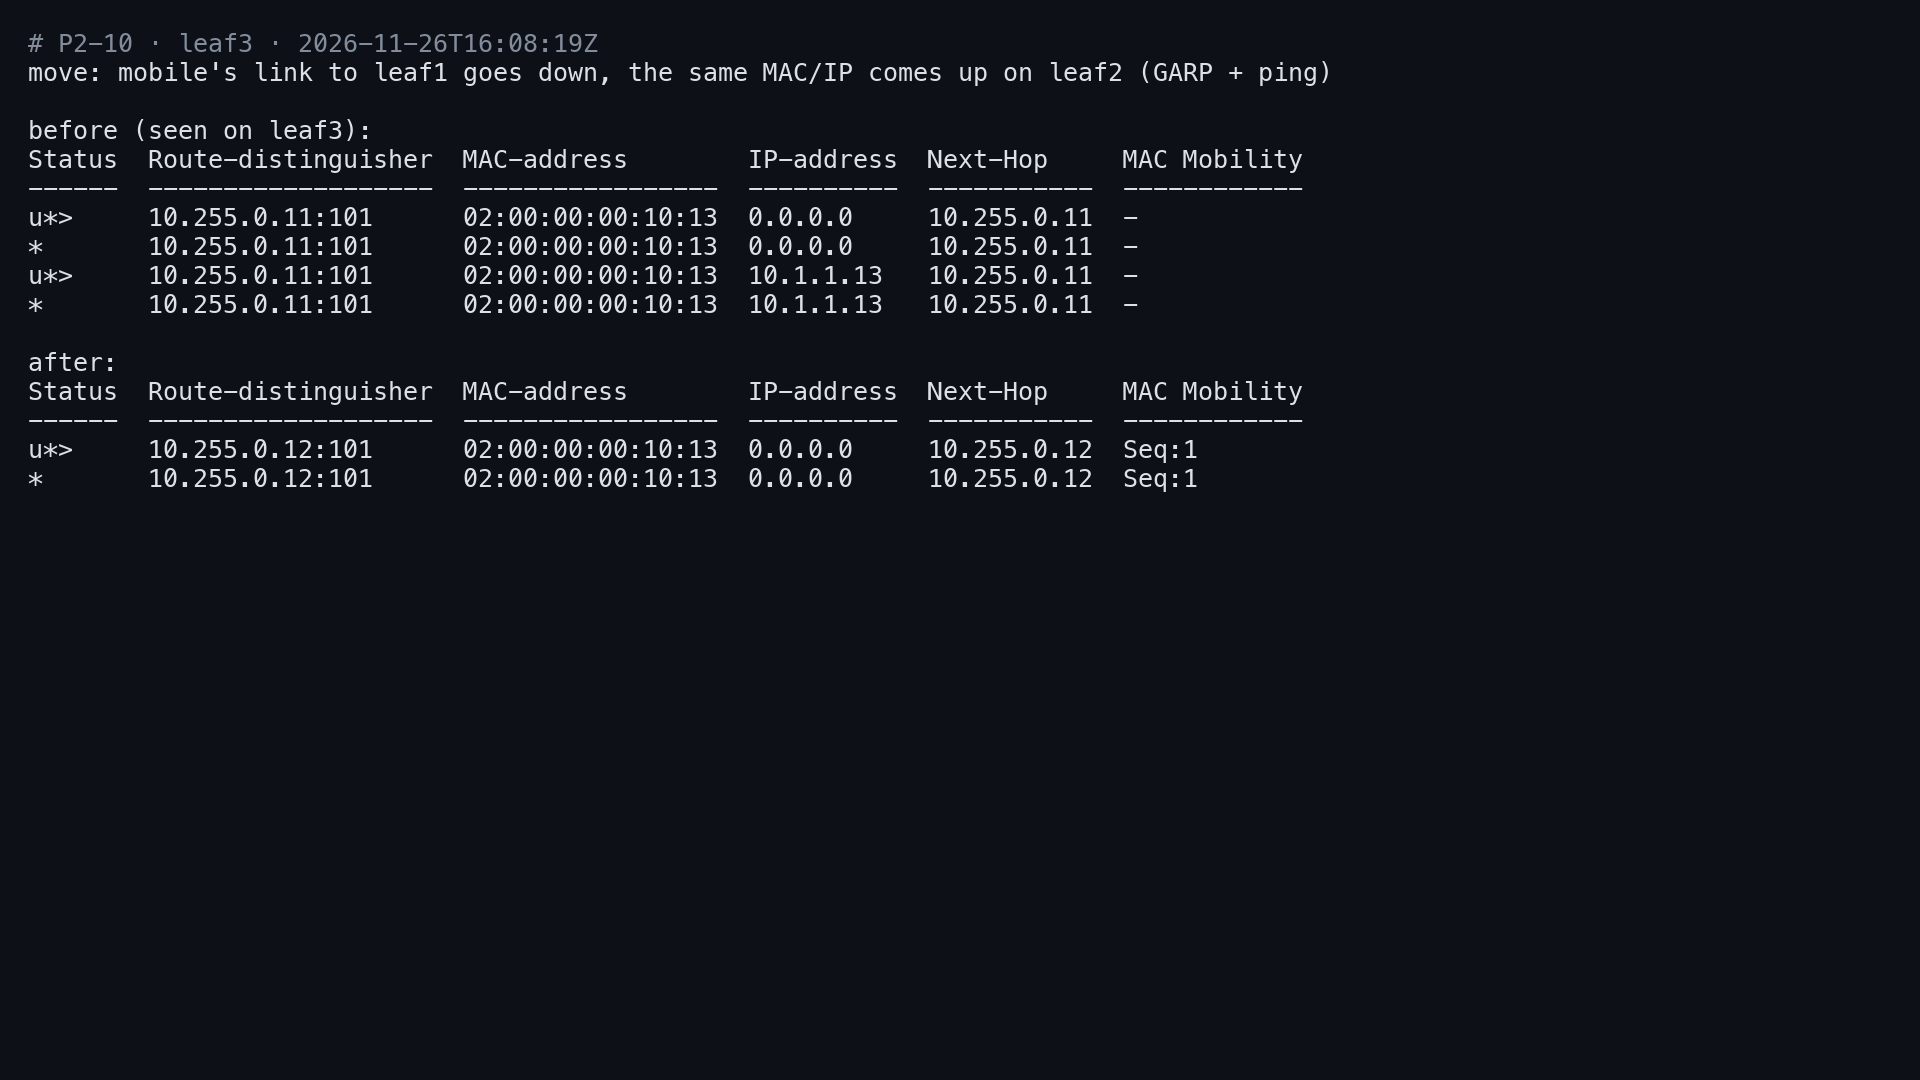 # P2-10 · leaf3 · 2026-11-26T16:08:19Z
move: mobile's link to leaf1 goes down, the same MAC/IP comes up on leaf2 (GARP + ping)
before (seen on leaf3):
Status  Route-distinguisher  MAC-address        IP-address  Next-Hop     MAC Mobility
------  -------------------  -----------------  ----------  -----------  ------------
u*>     10.255.0.11:101      02:00:00:00:10:13  0.0.0.0     10.255.0.11  -
*       10.255.0.11:101      02:00:00:00:10:13  0.0.0.0     10.255.0.11  -
u*>     10.255.0.11:101      02:00:00:00:10:13  10.1.1.13   10.255.0.11  -
*       10.255.0.11:101      02:00:00:00:10:13  10.1.1.13   10.255.0.11  -
after:
Status  Route-distinguisher  MAC-address        IP-address  Next-Hop     MAC Mobility
------  -------------------  -----------------  ----------  -----------  ------------
u*>     10.255.0.12:101      02:00:00:00:10:13  0.0.0.0     10.255.0.12  Seq:1
*       10.255.0.12:101      02:00:00:00:10:13  0.0.0.0     10.255.0.12  Seq:1